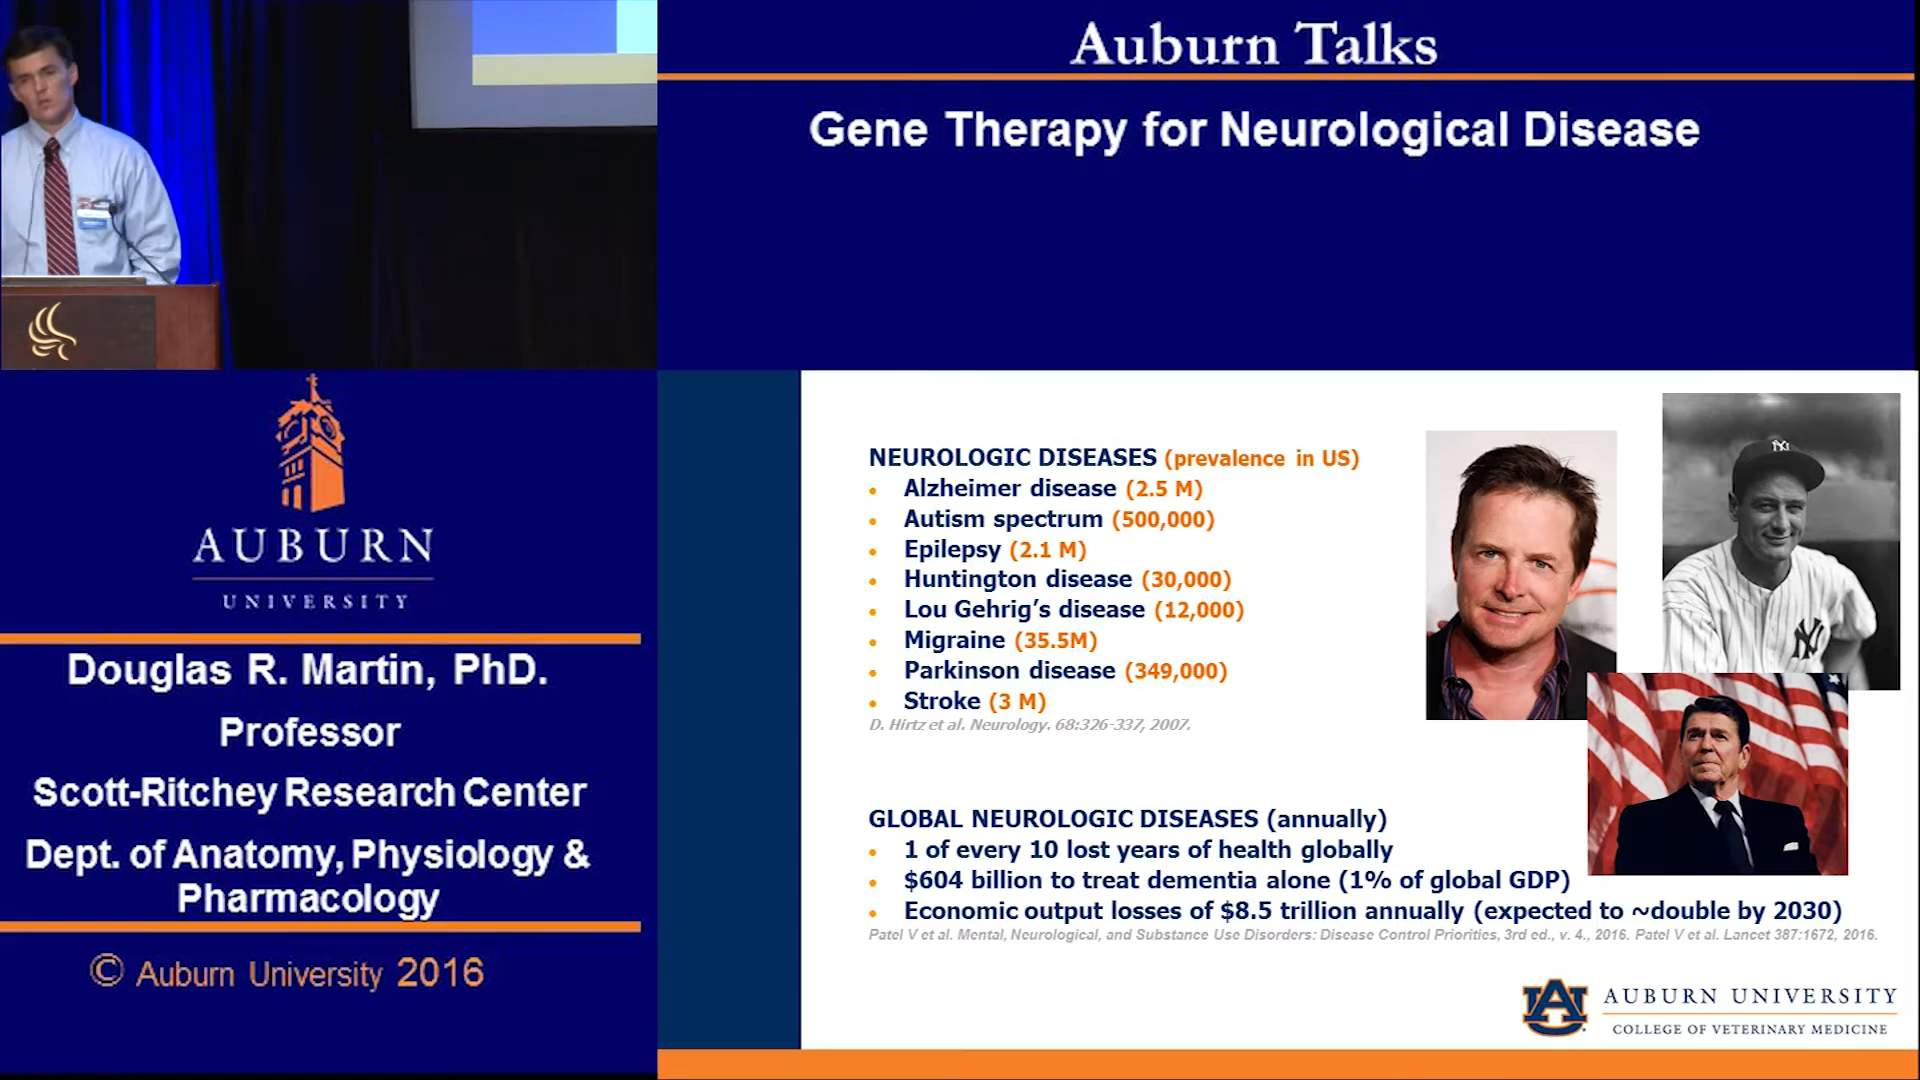 Auburn Talks
Gene Therapy for Neurological Disease
AUBURN
UNIVERSITY
Douglas R. Martin, PhD.
Professor
Scott-Ritchey Research Center
Dept. of Anatomy, Physiology &
Pharmacology
© Auburn University 2016
NEUROLOGIC DISEASES (prevalence in US)
• Alzheimer disease (2.5 M)
• Autism spectrum (500,000)
• Epilepsy (2.1 M)
• Huntington disease (30,000)
• Lou Gehrig’s disease (12,000)
• Migraine (35.5M)
• Parkinson disease (349,000)
• Stroke (3 M)
D. Hirtz et al. Neurology. 68:326-337, 2007.
GLOBAL NEUROLOGIC DISEASES (annually)
• 1 of every 10 lost years of health globally
• $604 billion to treat dementia alone (1% of global GDP)
• Economic output losses of $8.5 trillion annually (expected to ~double by 2030)
Patel V et al. Mental, Neurological, and Substance Use Disorders: Disease Control Priorities, 3rd ed., v. 4., 2016. Patel V et al. Lancet 387:1672, 2016.
NY
NY
AU
AUBURN UNIVERSITY
COLLEGE OF VETERINARY MEDICINE